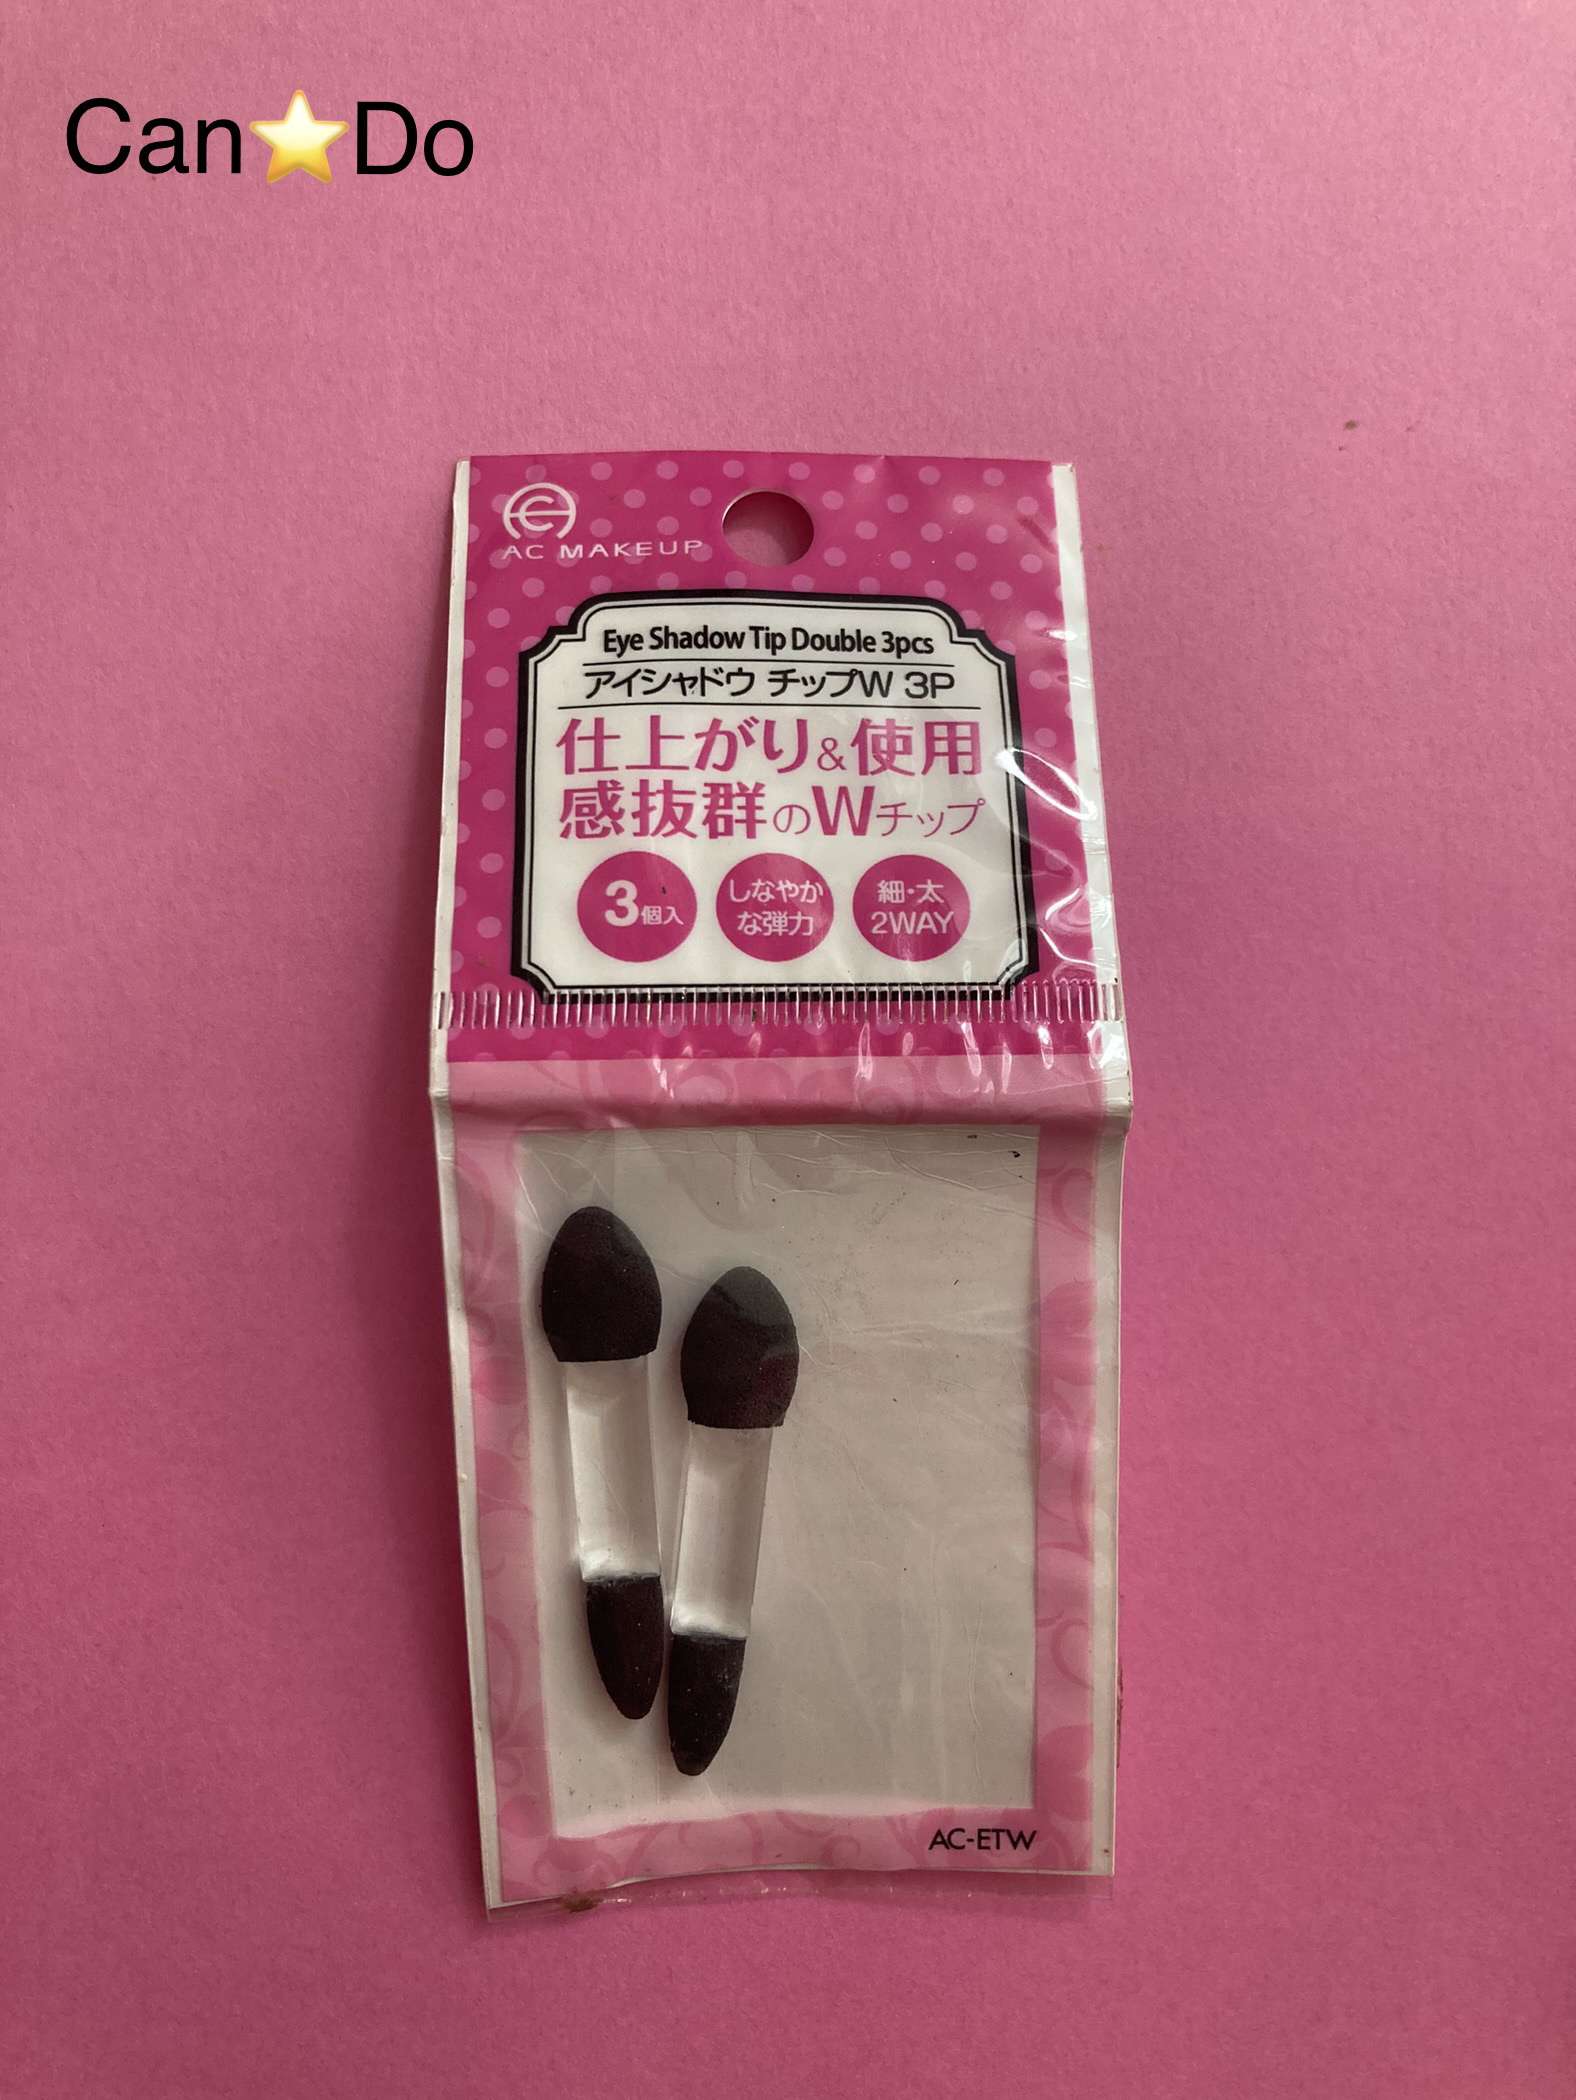 Can⭐Do
AC MAKEUP
Eye Shadow Tip Double 3pcs
アイシャドウ チップW 3P
仕上がり&使用
感抜群のWチップ
3個入
しなやか
な弾力
細・太
2WAY
AC-ETW